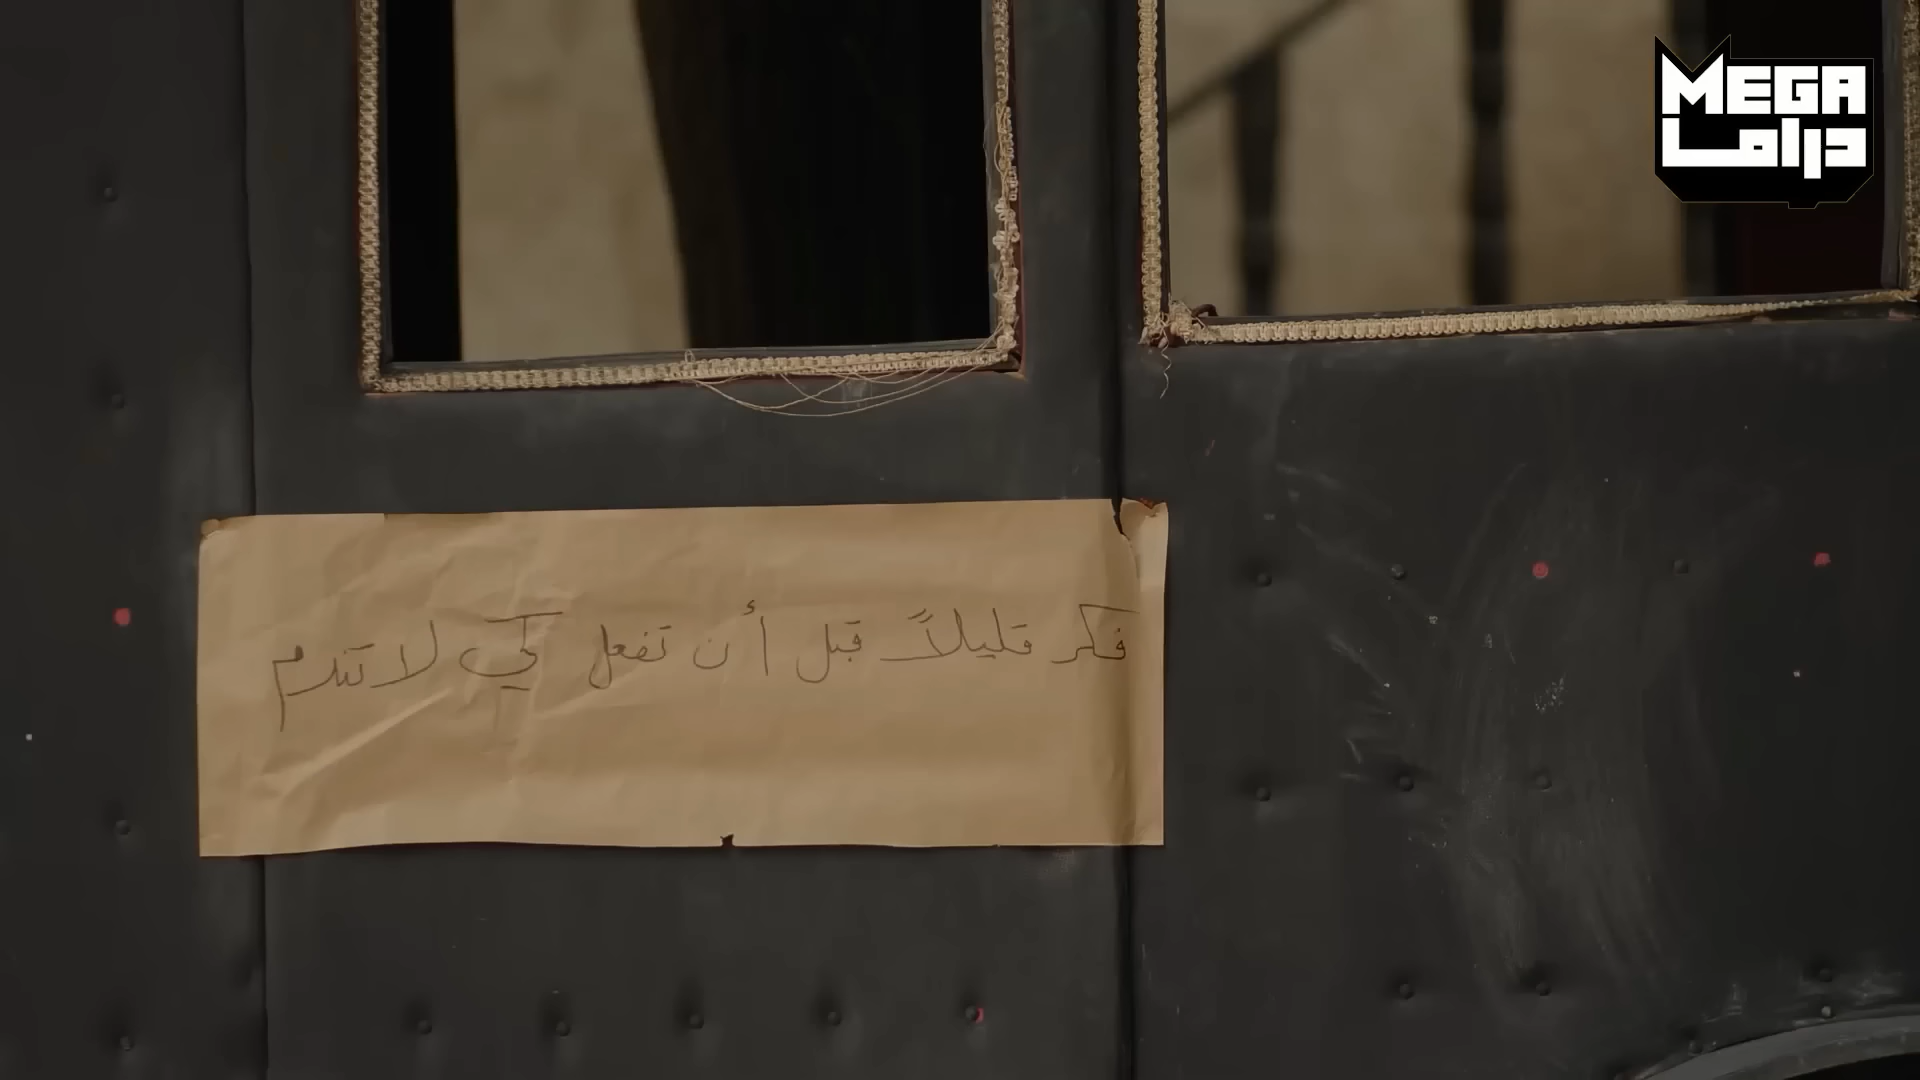 MEGA
دراما
فكر قليلاً قبل أن تفعل كي لا تندم